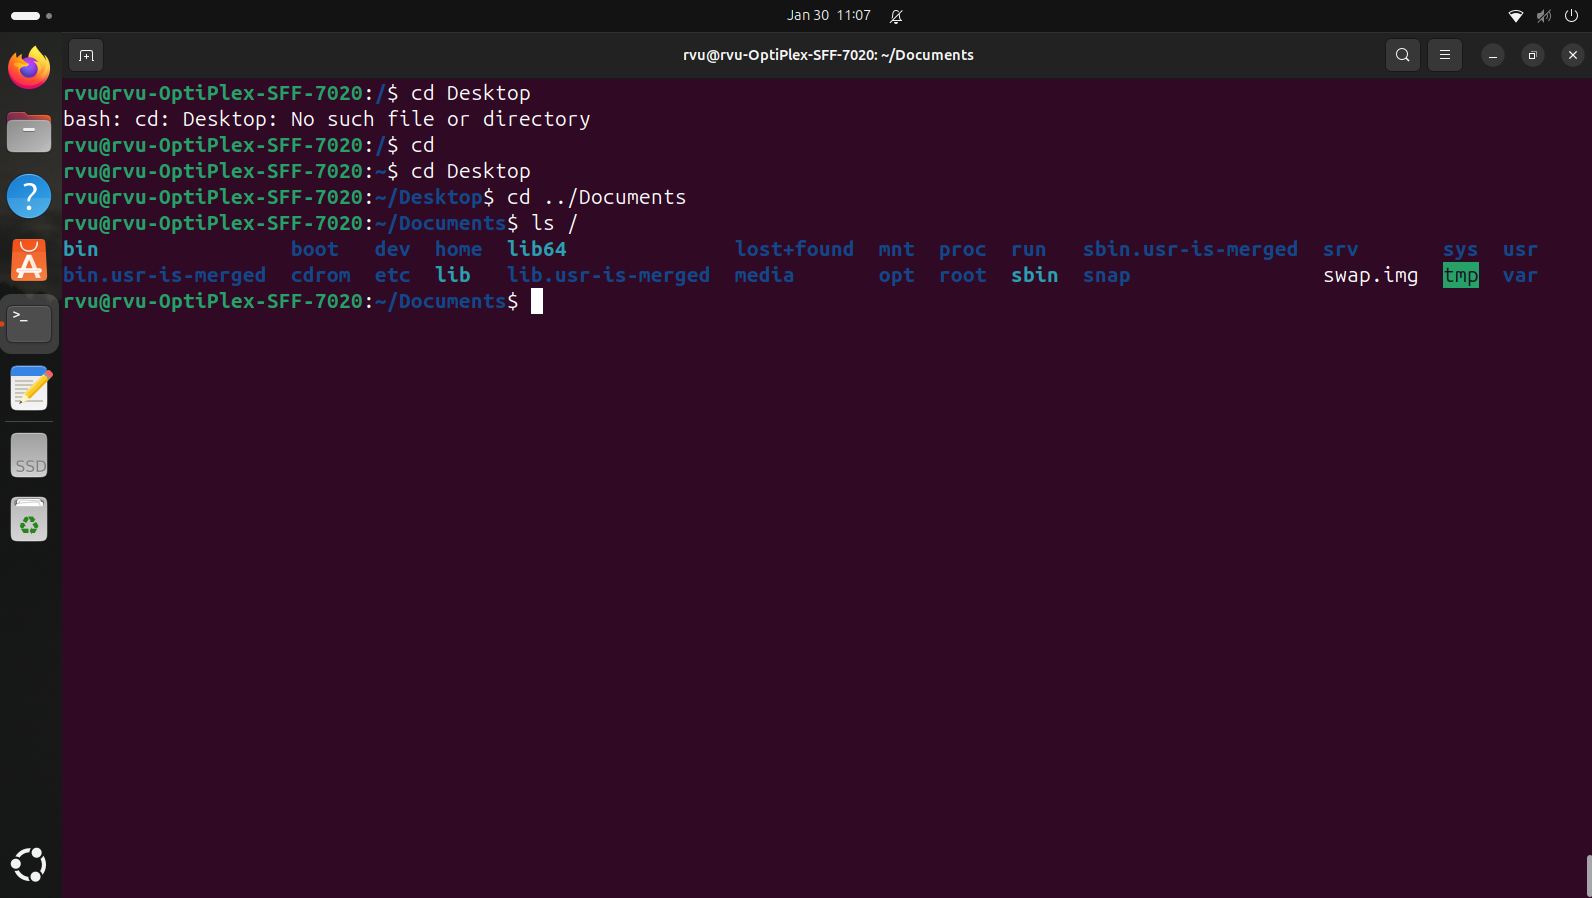 Jan 30 11:07
rvu@rvu-OptiPlex-SFF-7020: ~/Documents
rvu@rvu-OptiPlex-SFF-7020:/$ cd Desktop
bash: cd: Desktop: No such file or directory
rvu@rvu-OptiPlex-SFF-7020:/$ cd
rvu@rvu-OptiPlex-SFF-7020:~$ cd Desktop
rvu@rvu-OptiPlex-SFF-7020:~/Desktop$ cd ../Documents
rvu@rvu-OptiPlex-SFF-7020:~/Documents$ ls /
bin boot dev home lib64 lost+found mnt proc run sbin.usr-is-merged srv sys usr
bin.usr-is-merged cdrom etc lib lib.usr-is-merged media opt root sbin snap swap.img tmp var
rvu@rvu-OptiPlex-SFF-7020:~/Documents$
?
A
>_
SSD